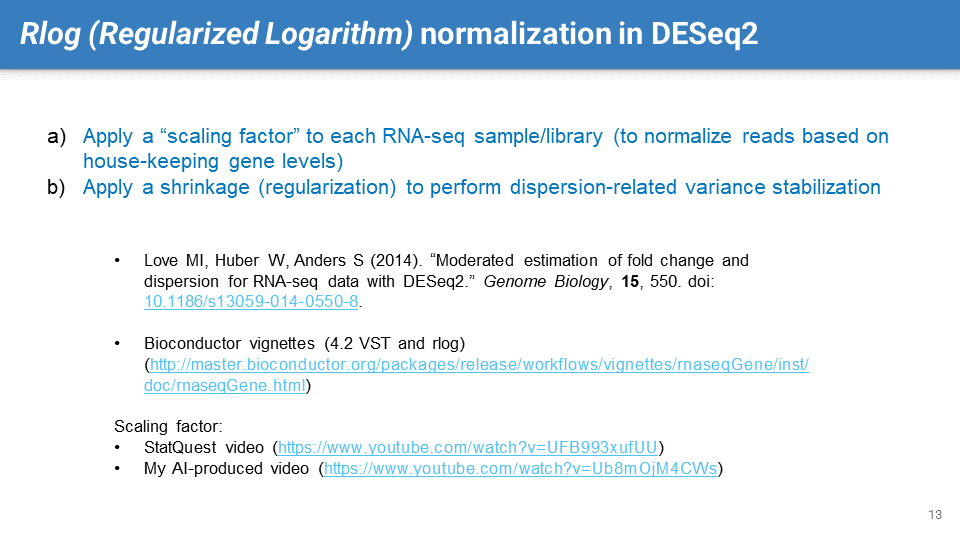 Rlog (Regularized Logarithm) normalization in DESeq2
a) Apply a “scaling factor” to each RNA-seq sample/library (to normalize reads based on
house-keeping gene levels)
b) Apply a shrinkage (regularization) to perform dispersion-related variance stabilization
• Love MI, Huber W, Anders S (2014). “Moderated estimation of fold change and
dispersion for RNA-seq data with DESeq2.” Genome Biology, 15, 550. doi:
10.1186/s13059-014-0550-8.
• Bioconductor vignettes (4.2 VST and rlog)
(http://master.bioconductor.org/packages/release/workflows/vignettes/rnaseqGene/inst/
doc/rnaseqGene.html)
Scaling factor:
• StatQuest video (https://www.youtube.com/watch?v=UFB993xufUU)
• My AI-produced video (https://www.youtube.com/watch?v=Ub8mOjM4CWs)
13